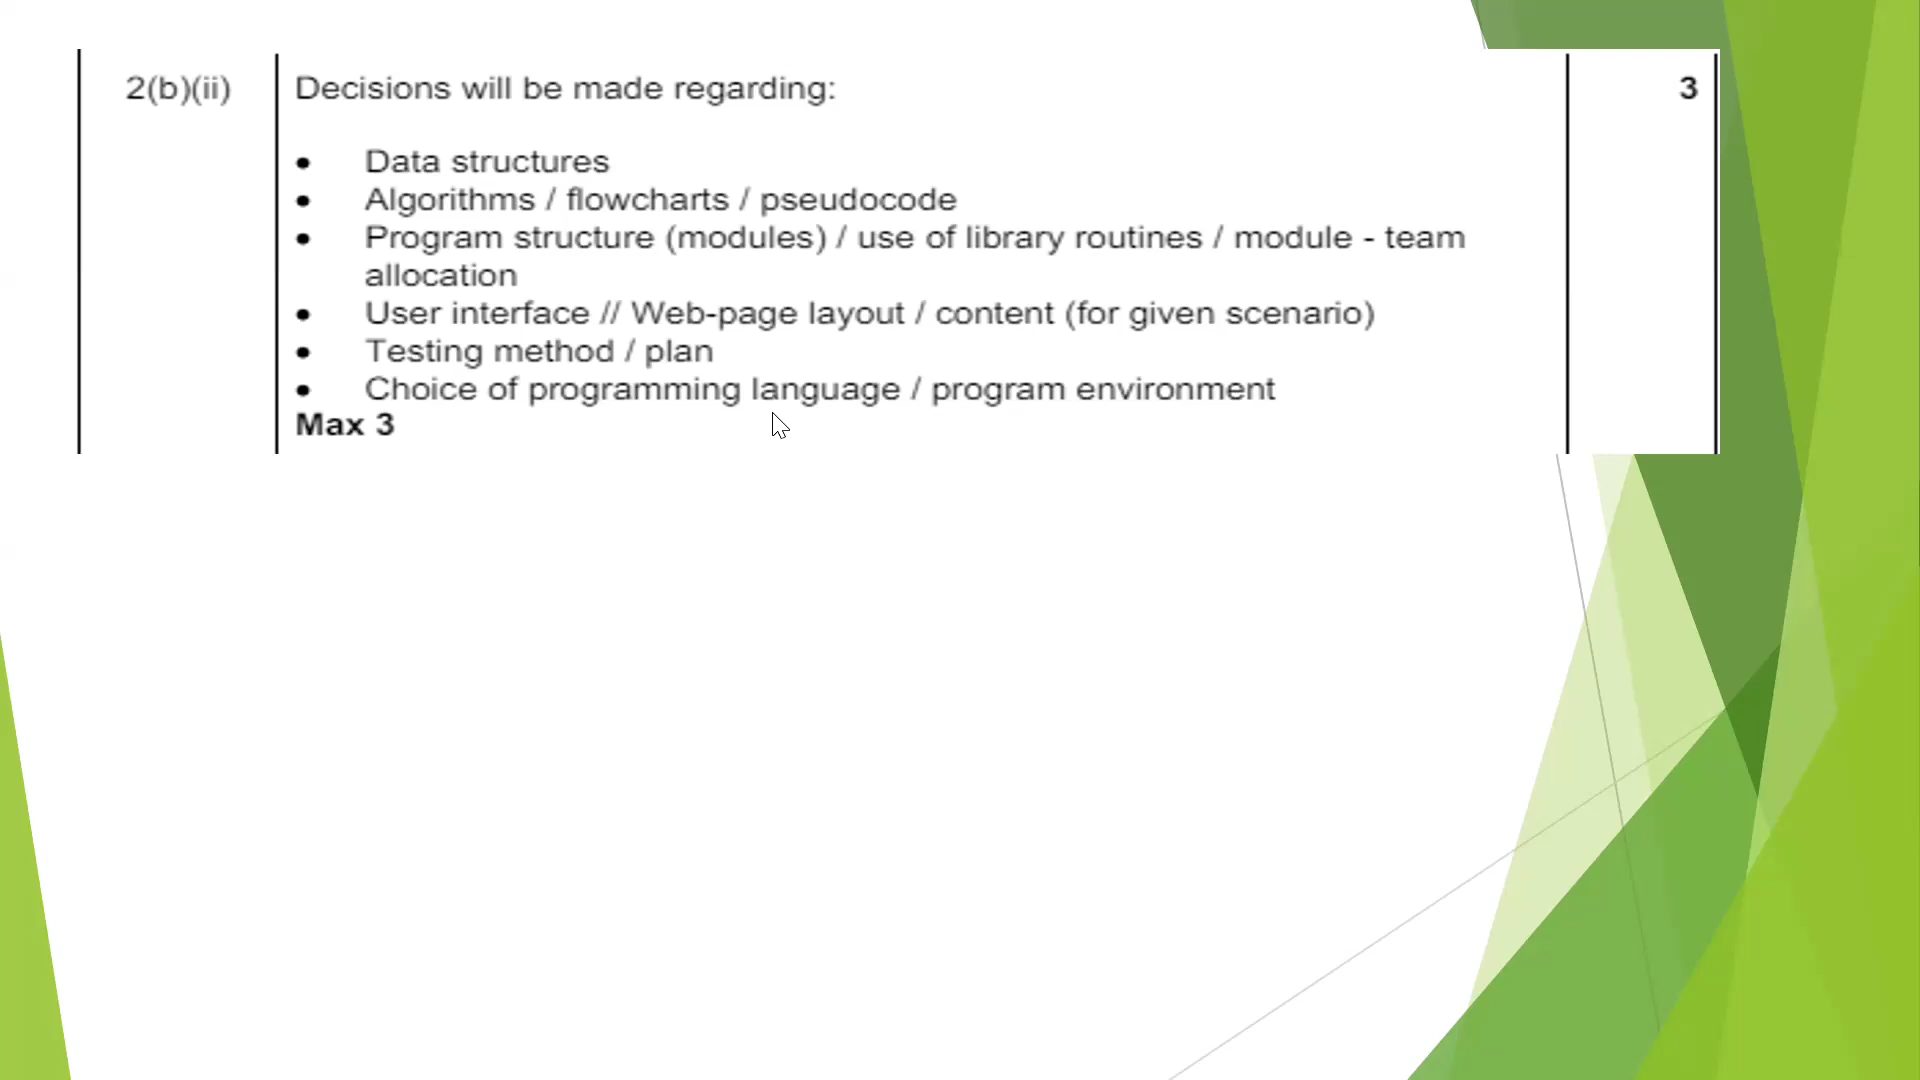 2(b)(ii) Decisions will be made regarding: 3
• Data structures
• Algorithms / flowcharts / pseudocode
• Program structure (modules) / use of library routines / module - team
allocation
• User interface // Web-page layout / content (for given scenario)
• Testing method / plan
• Choice of programming language / program environment
Max 3